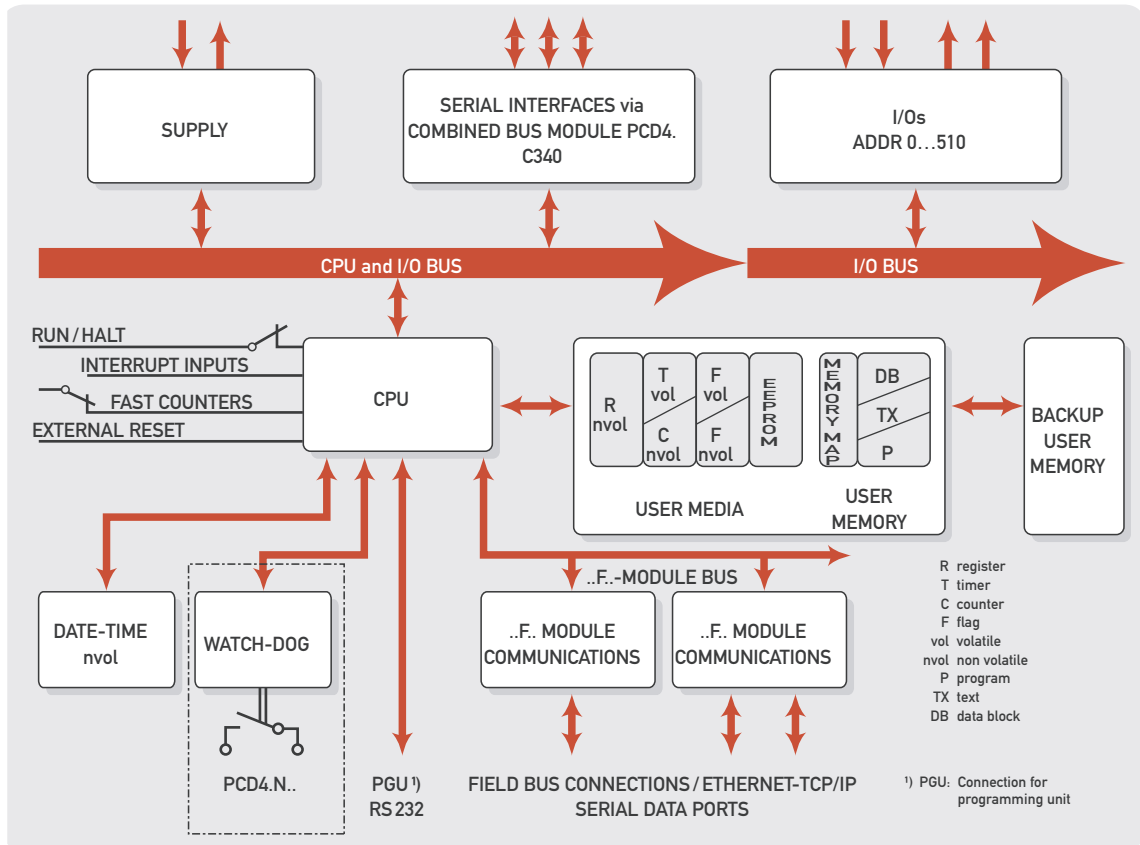 SUPPLY
SERIAL INTERFACES via
COMBINED BUS MODULE PCD4.
C340
I/Os
ADDR 0...510
CPU and I/O BUS
I/O BUS
RUN/HALT
INTERRUPT INPUTS
FAST COUNTERS
EXTERNAL RESET
CPU
R
nvol
T
vol
C
nvol
F
vol
F
nvol
EEPROM
MEMORY MAP
DB
TX
P
USER MEDIA
USER
MEMORY
BACKUP
USER
MEMORY
..F..-MODULE BUS
DATE-TIME
nvol
WATCH-DOG
PCD4.N..
PGU ¹)
RS 232
..F.. MODULE
COMMUNICATIONS
..F.. MODULE
COMMUNICATIONS
FIELD BUS CONNECTIONS/ETHERNET-TCP/IP
SERIAL DATA PORTS
R register
T timer
C counter
F flag
vol volatile
nvol non volatile
P program
TX text
DB data block
¹) PGU: Connection for
programming unit